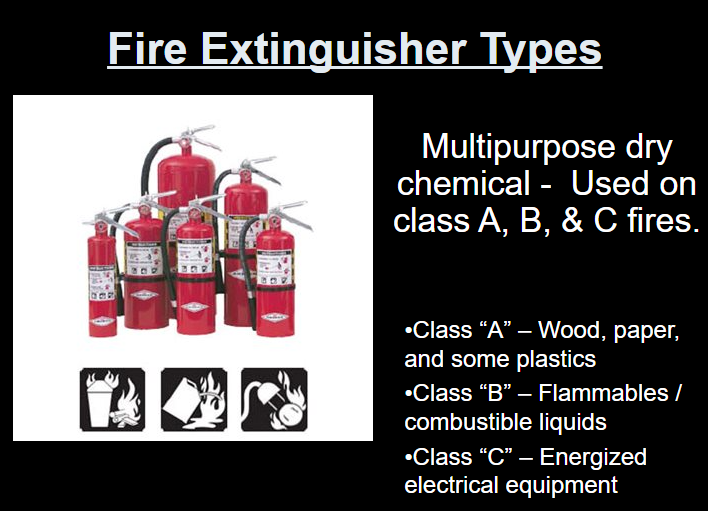 Fire Extinguisher Types
Multipurpose dry
chemical -  Used on
class A, B, & C fires.
•Class “A” – Wood, paper,
and some plastics
•Class “B” – Flammables /
combustible liquids
•Class “C” – Energized
electrical equipment